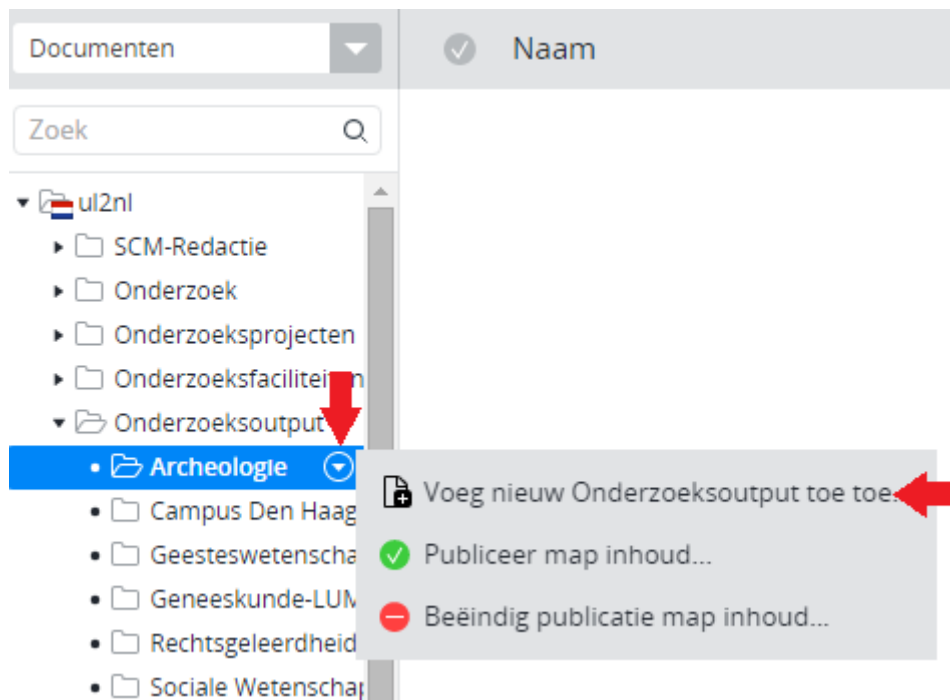 Documenten
Naam
Zoek
ul2nl
SCM-Redactie
Onderzoek
Onderzoeksprojecten
Onderzoeksfaciliteiten
Onderzoeksoutput
Archeologie
Voeg nieuw Onderzoeksoutput toe toe...
Campus Den Haag
Geesteswetenscha
Publiceer map inhoud...
Geneeskunde-LUM
Beëindig publicatie map inhoud...
Rechtsgeleerdheid
Sociale Wetenschap